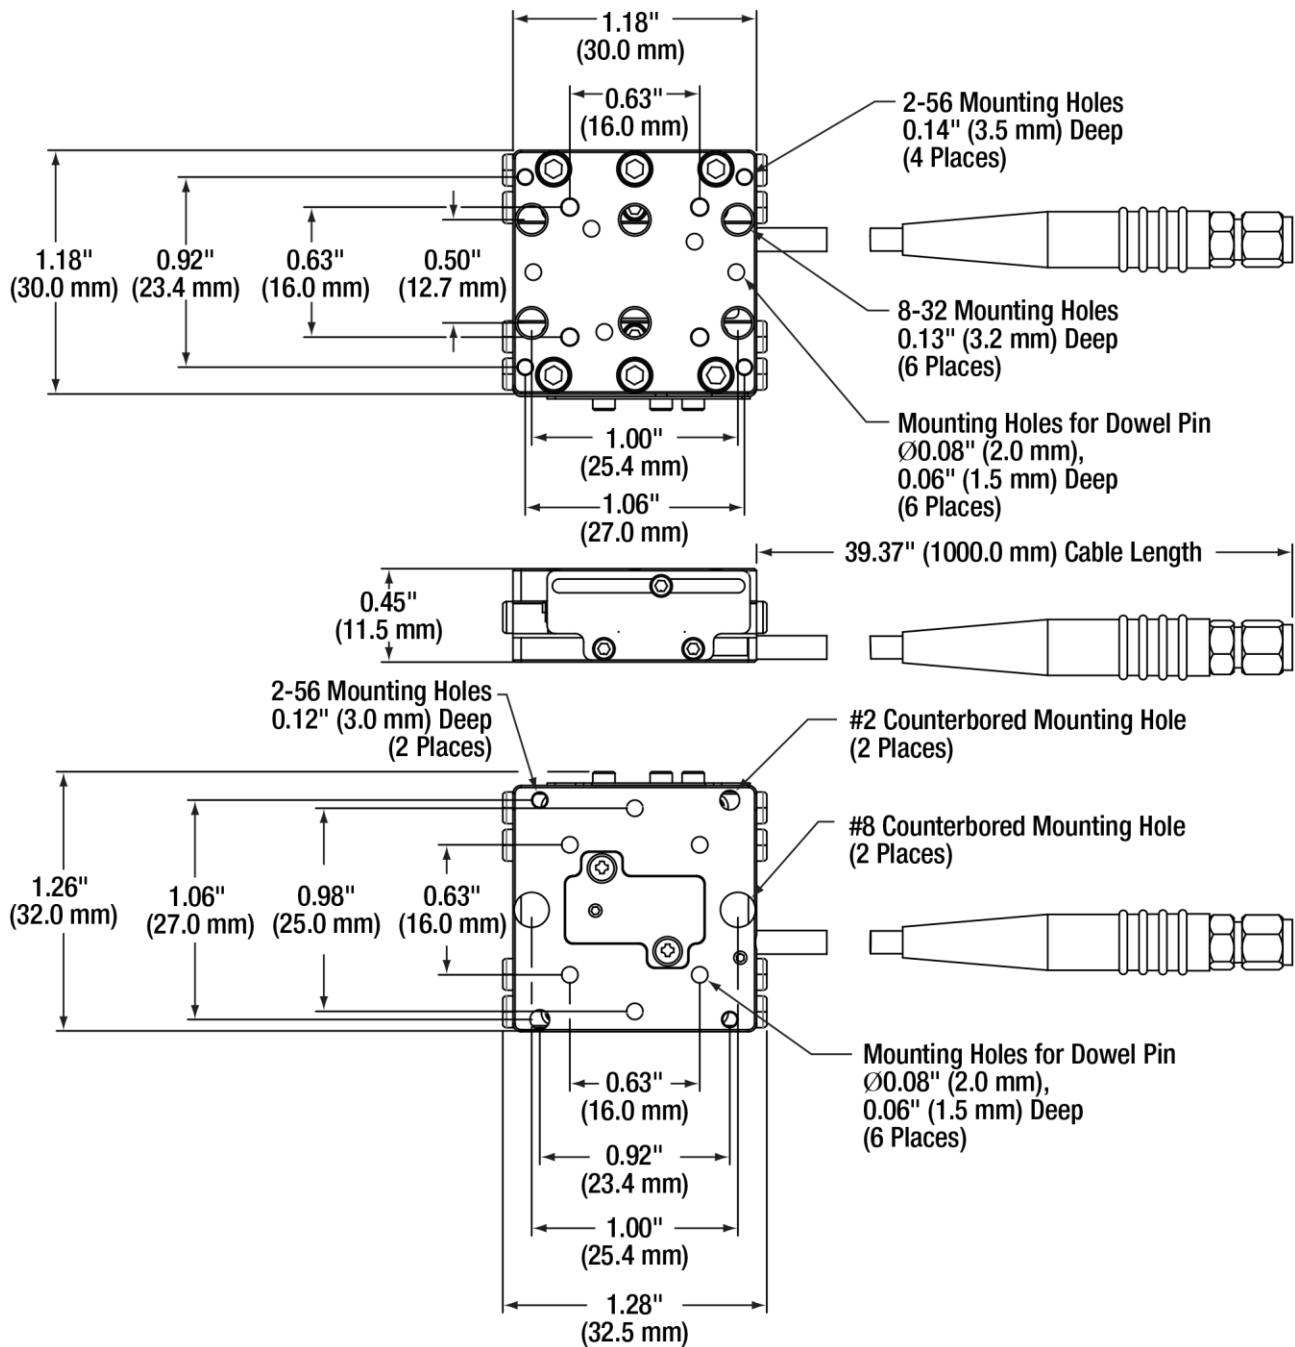 1.18"
(30.0 mm)
0.63"
(16.0 mm)
2-56 Mounting Holes
0.14" (3.5 mm) Deep
(4 Places)
1.18"
(30.0 mm)
0.92"
(23.4 mm)
0.63"
(16.0 mm)
0.50"
(12.7 mm)
8-32 Mounting Holes
0.13" (3.2 mm) Deep
(6 Places)
Mounting Holes for Dowel Pin
Ø0.08" (2.0 mm),
0.06" (1.5 mm) Deep
(6 Places)
1.00"
(25.4 mm)
1.06"
(27.0 mm)
39.37" (1000.0 mm) Cable Length
0.45"
(11.5 mm)
2-56 Mounting Holes
0.12" (3.0 mm) Deep
(2 Places)
#2 Counterbored Mounting Hole
(2 Places)
#8 Counterbored Mounting Hole
(2 Places)
1.26"
(32.0 mm)
1.06"
(27.0 mm)
0.98"
(25.0 mm)
0.63"
(16.0 mm)
Mounting Holes for Dowel Pin
Ø0.08" (2.0 mm),
0.06" (1.5 mm) Deep
(6 Places)
0.63"
(16.0 mm)
0.92"
(23.4 mm)
1.00"
(25.4 mm)
1.28"
(32.5 mm)